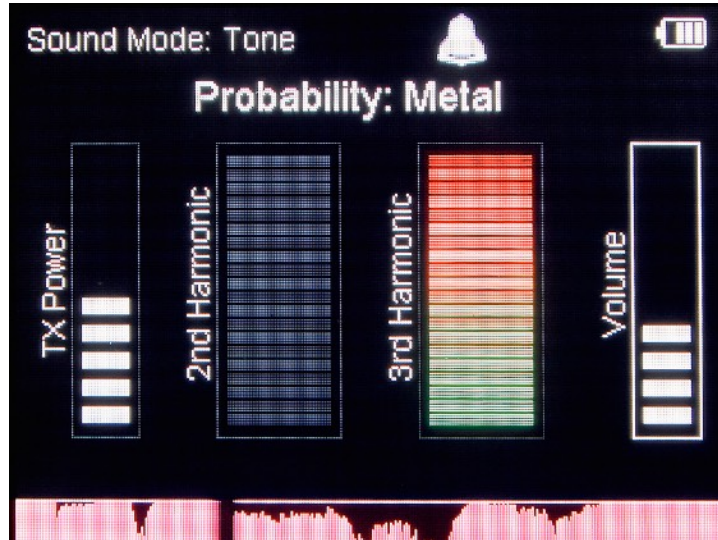 Sound Mode: Tone
Probability: Metal
TX Power
2nd Harmonic
3rd Harmonic
Volume